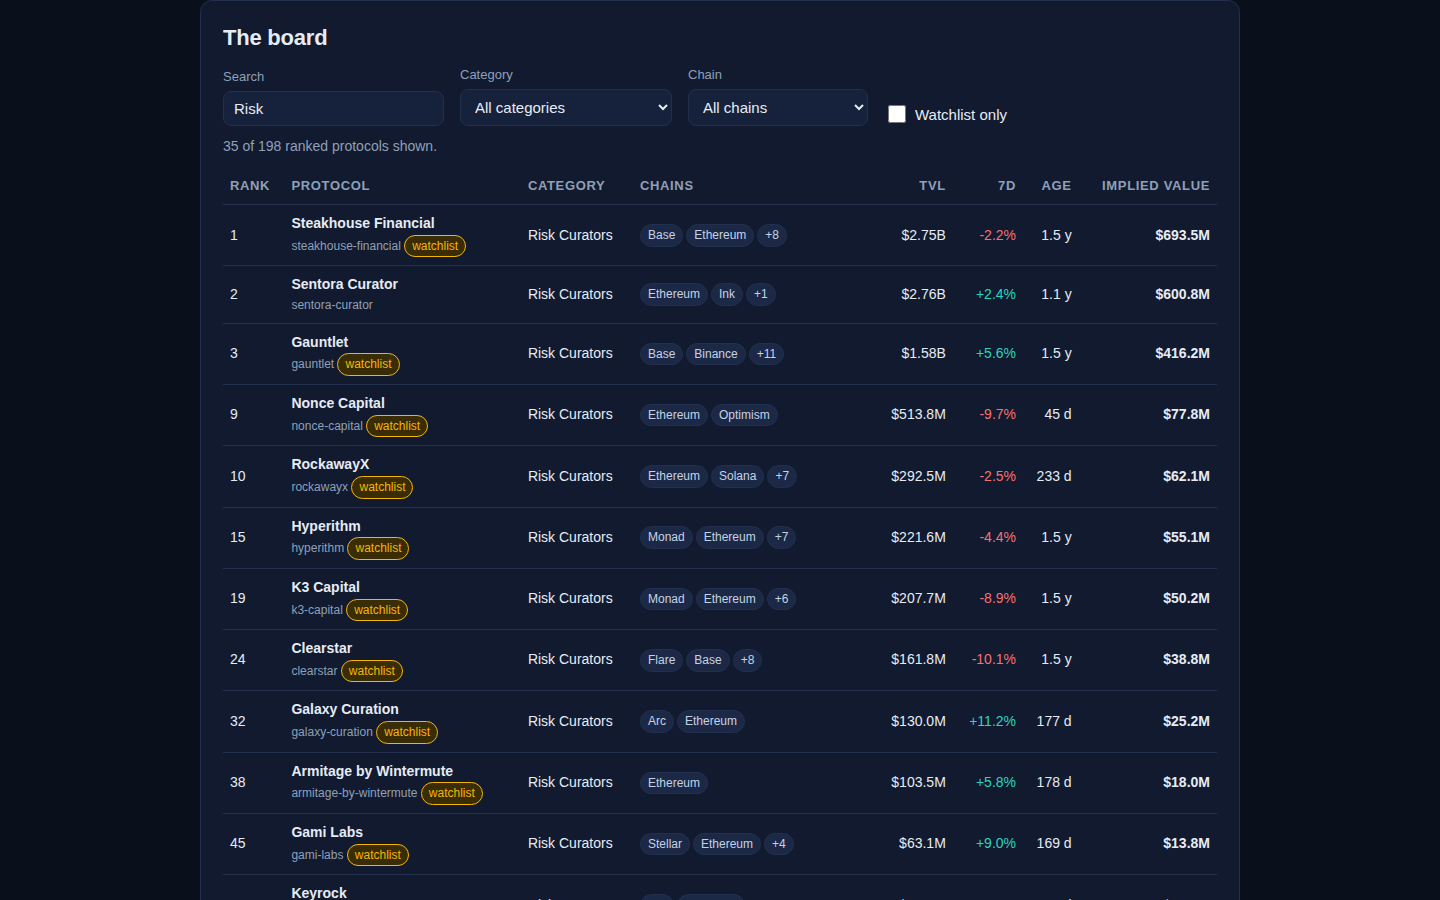 The board
Search Category Chain
Risk All categories All chains Watchlist only
35 of 198 ranked protocols shown.
RANK PROTOCOL CATEGORY CHAINS TVL 7D AGE IMPLIED VALUE
1 Steakhouse Financial Risk Curators Base Ethereum +8 $2.75B -2.2% 1.5 y $693.5M
steakhouse-financial watchlist
2 Sentora Curator Risk Curators Ethereum Ink +1 $2.76B +2.4% 1.1 y $600.8M
sentora-curator
3 Gauntlet Risk Curators Base Binance +11 $1.58B +5.6% 1.5 y $416.2M
gauntlet watchlist
9 Nonce Capital Risk Curators Ethereum Optimism $513.8M -9.7% 45 d $77.8M
nonce-capital watchlist
10 RockawayX Risk Curators Ethereum Solana +7 $292.5M -2.5% 233 d $62.1M
rockawayx watchlist
15 Hyperithm Risk Curators Monad Ethereum +7 $221.6M -4.4% 1.5 y $55.1M
hyperithm watchlist
19 K3 Capital Risk Curators Monad Ethereum +6 $207.7M -8.9% 1.5 y $50.2M
k3-capital watchlist
24 Clearstar Risk Curators Flare Base +8 $161.8M -10.1% 1.5 y $38.8M
clearstar watchlist
32 Galaxy Curation Risk Curators Arc Ethereum $130.0M +11.2% 177 d $25.2M
galaxy-curation watchlist
38 Armitage by Wintermute Risk Curators Ethereum $103.5M +5.8% 178 d $18.0M
armitage-by-wintermute watchlist
45 Gami Labs Risk Curators Stellar Ethereum +4 $63.1M +9.0% 169 d $13.8M
gami-labs watchlist
Keyrock